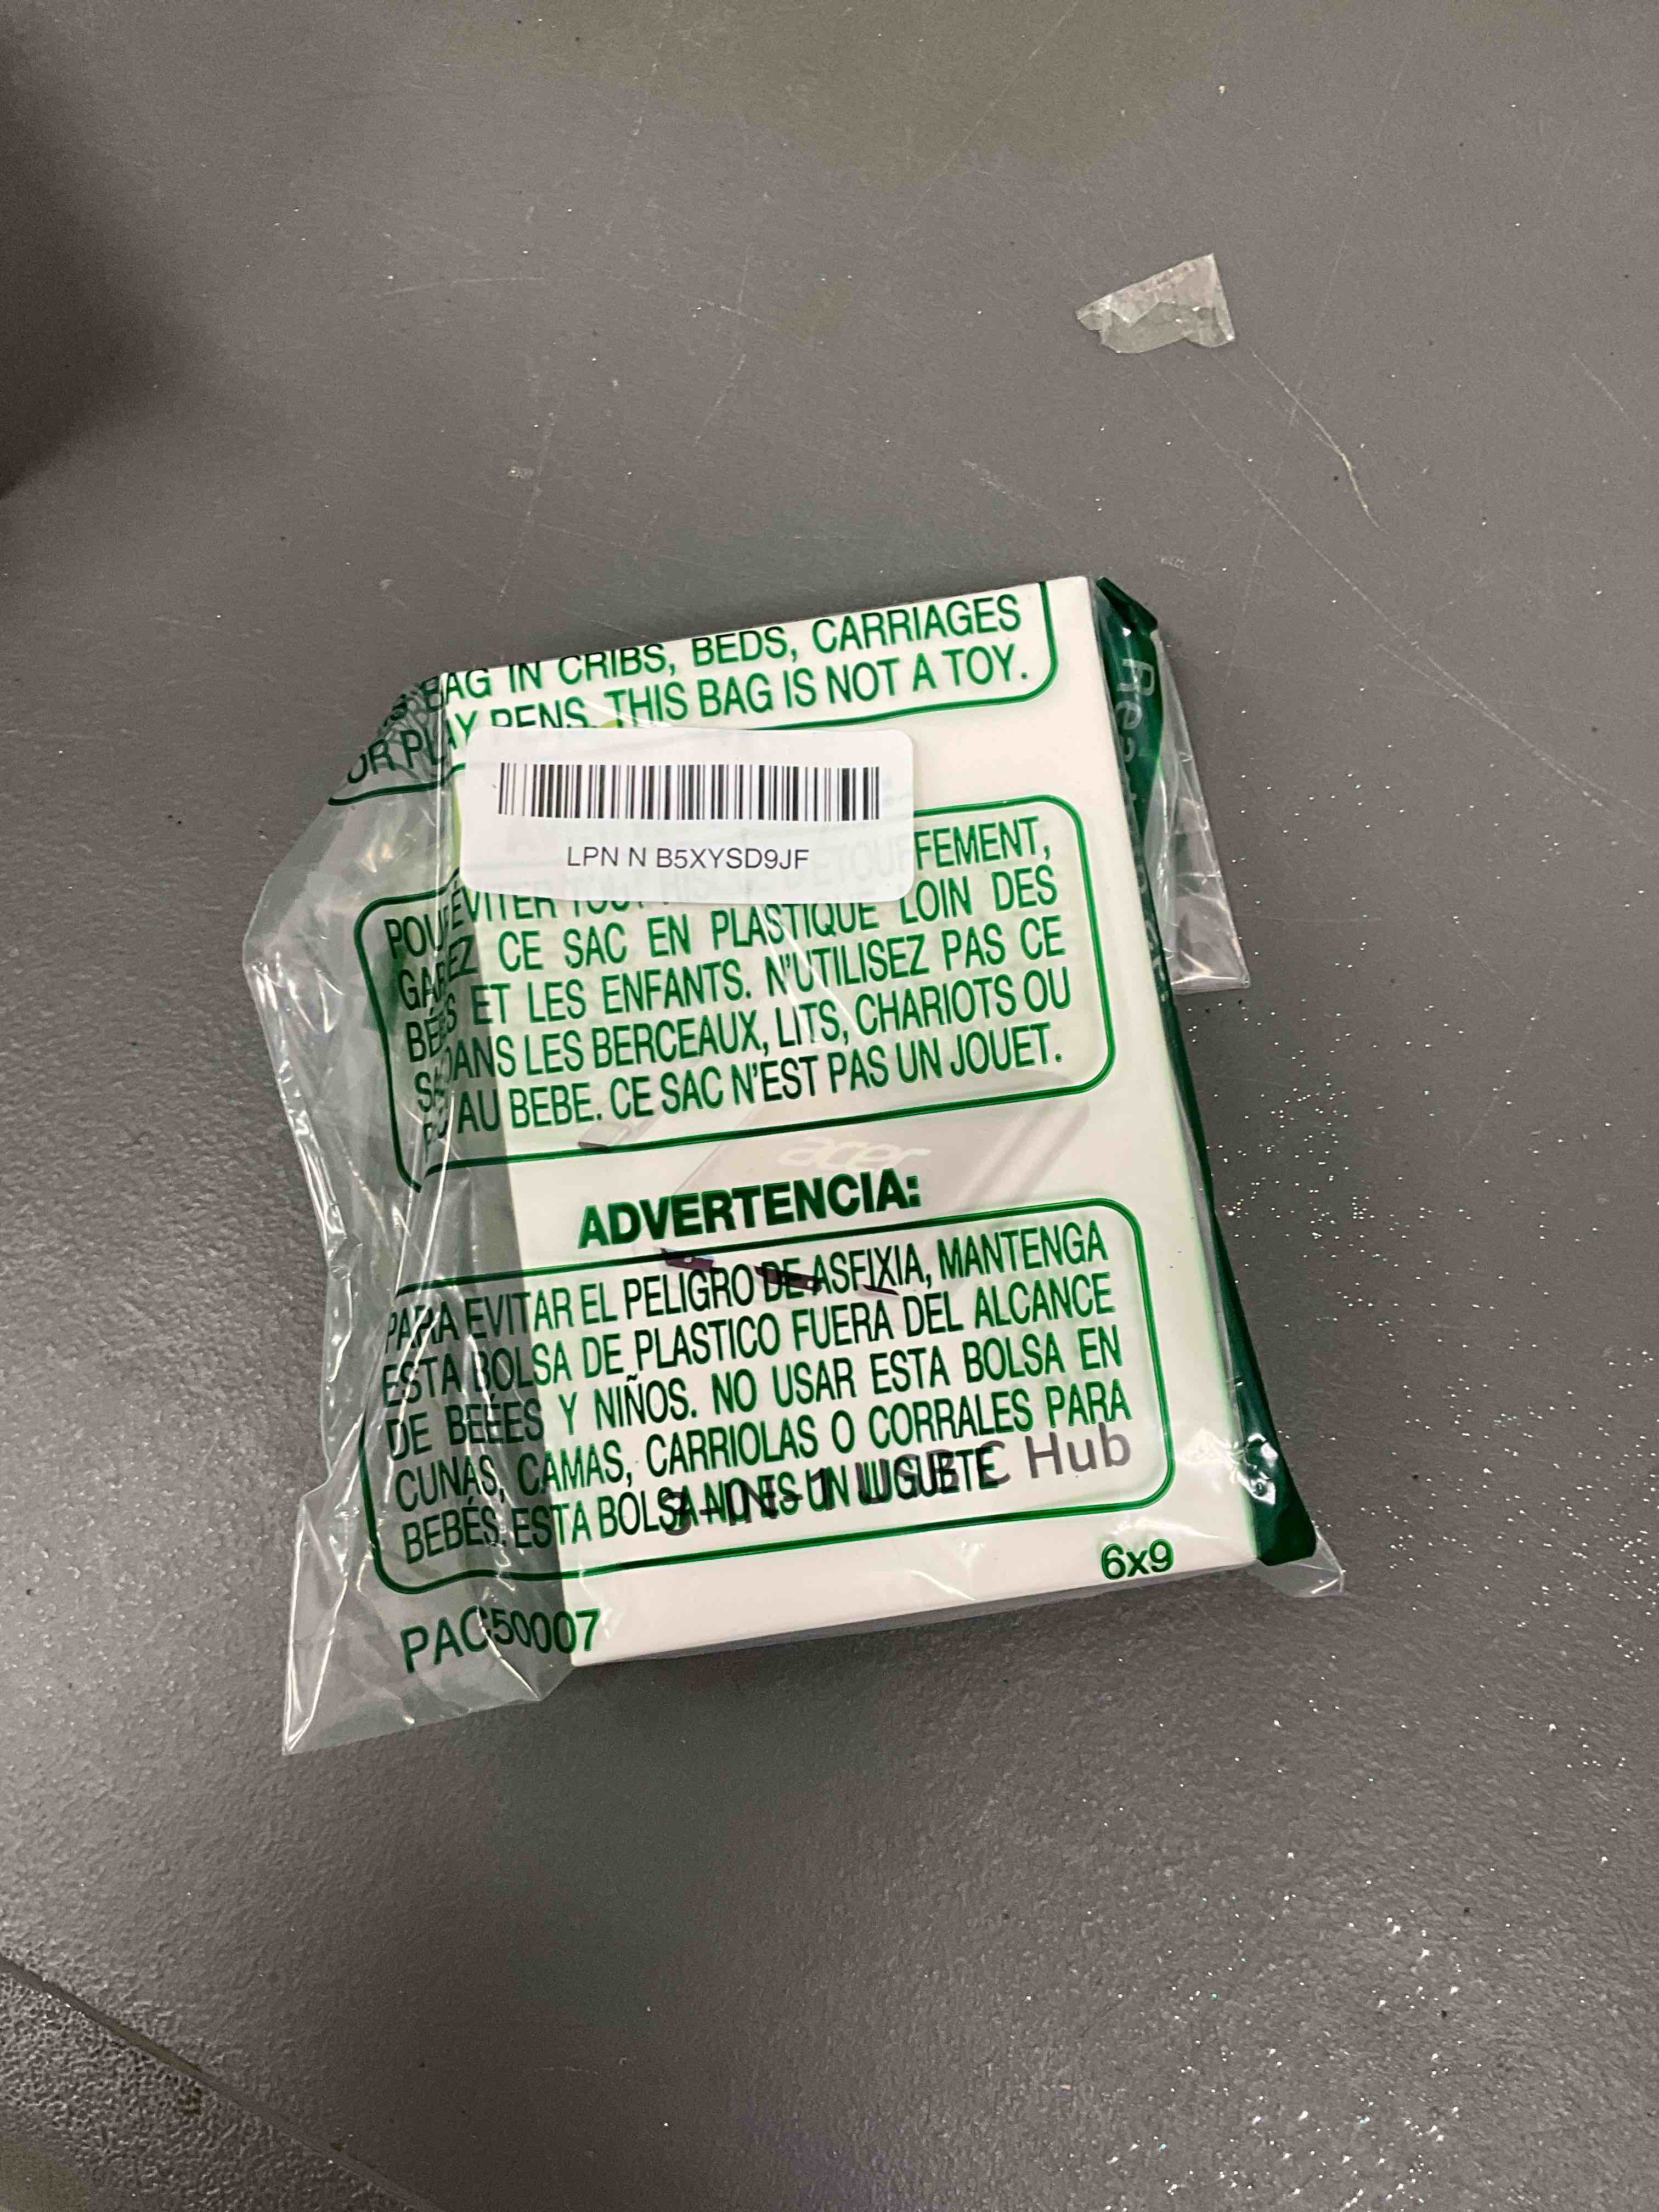 BAG IN CRIBS, BEDS, CARRIAGES
OR PLAY PENS. THIS BAG IS NOT A TOY.
LPN N B5XYSD9JF
FEMENT,
CE SAC EN PLASTIQUE LOIN DES
ET LES ENFANTS. N'UTILISEZ PAS CE
DANS LES BERCEAUX, LITS, CHARIOTS OU
AU BEBE. CE SAC N'EST PAS UN JOUET.
acer
ADVERTENCIA:
PARA EVITAR EL PELIGRO DE ASFIXIA, MANTENGA
ESTA BOLSA DE PLASTICO FUERA DEL ALCANCE
DE Y NIÑOS. NO USAR ESTA BOLSA EN
CUNAS, CAMAS, CARRIOLAS O CORRALES PARA
BEBÉS. ESTA BOLSA NO ES UN JUGUETE
USB C Hub
6x9
PAC50007